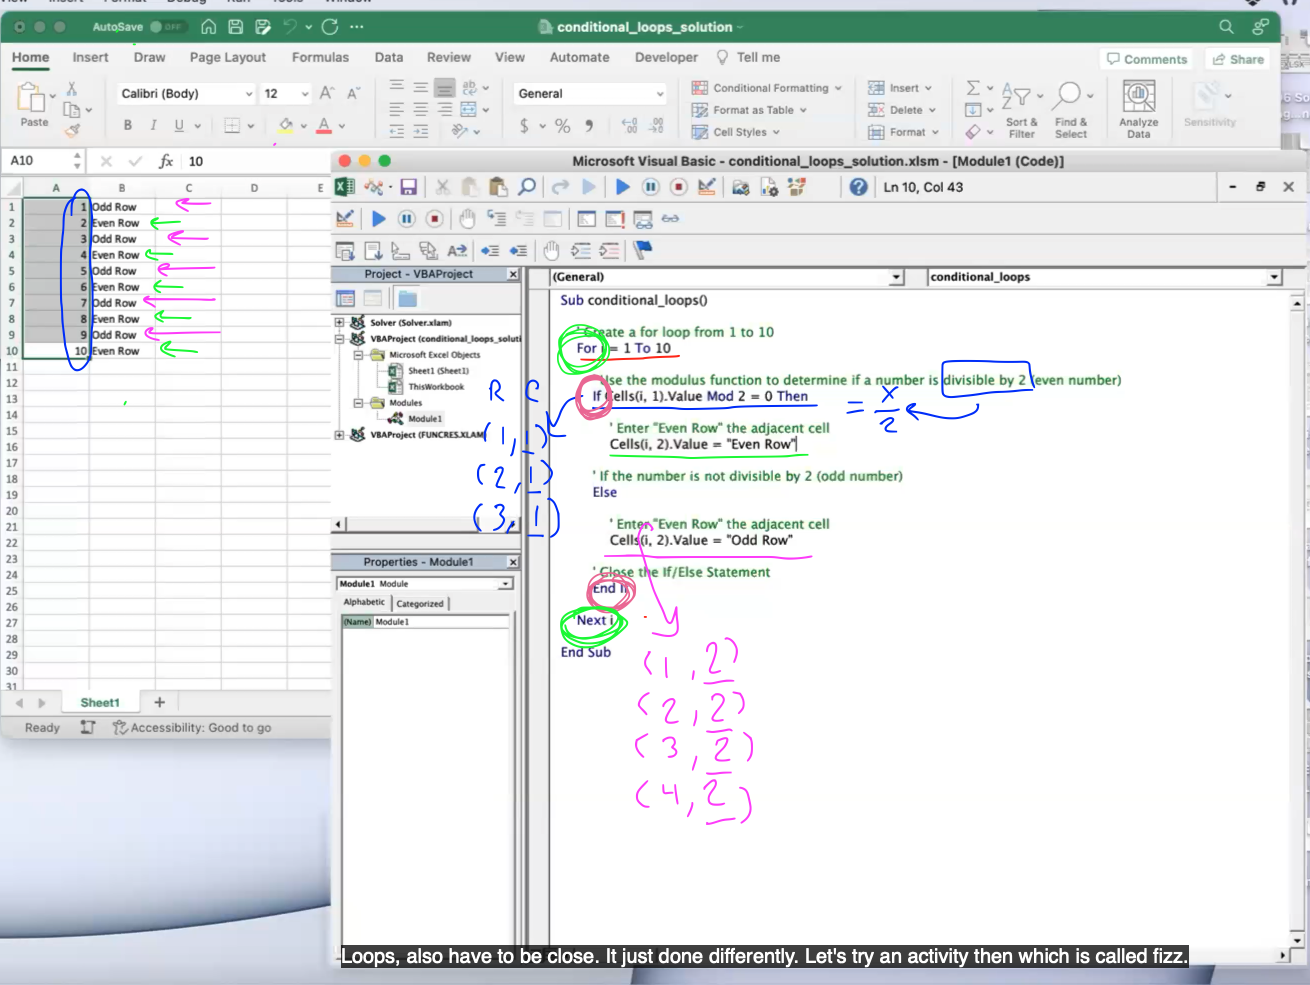 Insert Format Debug Run Tools Window
AutoSave OFF ··· conditional_loops_solution
Home Insert Draw Page Layout Formulas Data Review View Automate Developer Tell me Comments Share
Paste Calibri (Body) 12 A^ A˅ ab General Conditional Formatting Insert Σ
B I U A $ % 9 Format as Table Delete
Cell Styles Format Sort & Filter Find & Select Analyze Data Sensitivity
A10 fx 10
A B C D E
1 1 Odd Row
2 2 Even Row
3 3 Odd Row
4 4 Even Row
5 5 Odd Row
6 6 Even Row
7 7 Odd Row
8 8 Even Row
9 9 Odd Row
10 10 Even Row
11
12
13
14
15
16
17
18
19
20
21
22
23
24
25
26
27
28
29
30
31
Sheet1 +
Ready Accessibility: Good to go
Microsoft Visual Basic - conditional_loops_solution.xlsm - [Module1 (Code)]
Ln 10, Col 43
Project - VBAProject
Solver (Solver.xlam)
VBAProject (conditional_loops_soluti
Microsoft Excel Objects
Sheet1 (Sheet1)
ThisWorkbook
Modules
Module1
VBAProject (FUNCRES.XLAM
R C
(1, 1)
(2, 1)
(3, 1)
Properties - Module1
Module1 Module
Alphabetic Categorized
(Name) Module1
(General) conditional_loops
Sub conditional_loops()
' Create a for loop from 1 to 10
For i = 1 To 10
' Use the modulus function to determine if a number is divisible by 2 (even number)
If Cells(i, 1).Value Mod 2 = 0 Then
= x/2
' Enter "Even Row" the adjacent cell
Cells(i, 2).Value = "Even Row"
' If the number is not divisible by 2 (odd number)
Else
' Enter "Even Row" the adjacent cell
Cells(i, 2).Value = "Odd Row"
' Close the If/Else Statement
End If
Next i
End Sub
(1, 2)
(2, 2)
(3, 2)
(4, 2)
Loops, also have to be close. It just done differently. Let's try an activity then which is called fizz.